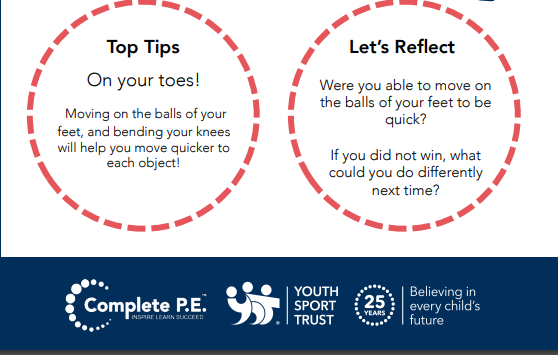 Top Tips
On your toes!
Moving on the balls of your
feet, and bending your knees
will help you move quicker to
each object!
Let's Reflect
Were you able to move on
the balls of your feet to be
quick?
If you did not win, what
could you do differently
next time?
Complete P.E.™
INSPIRE LEARN SUCCEED
YOUTH
SPORT
TRUST
®
25
YEARS
Believing in
every child's
future